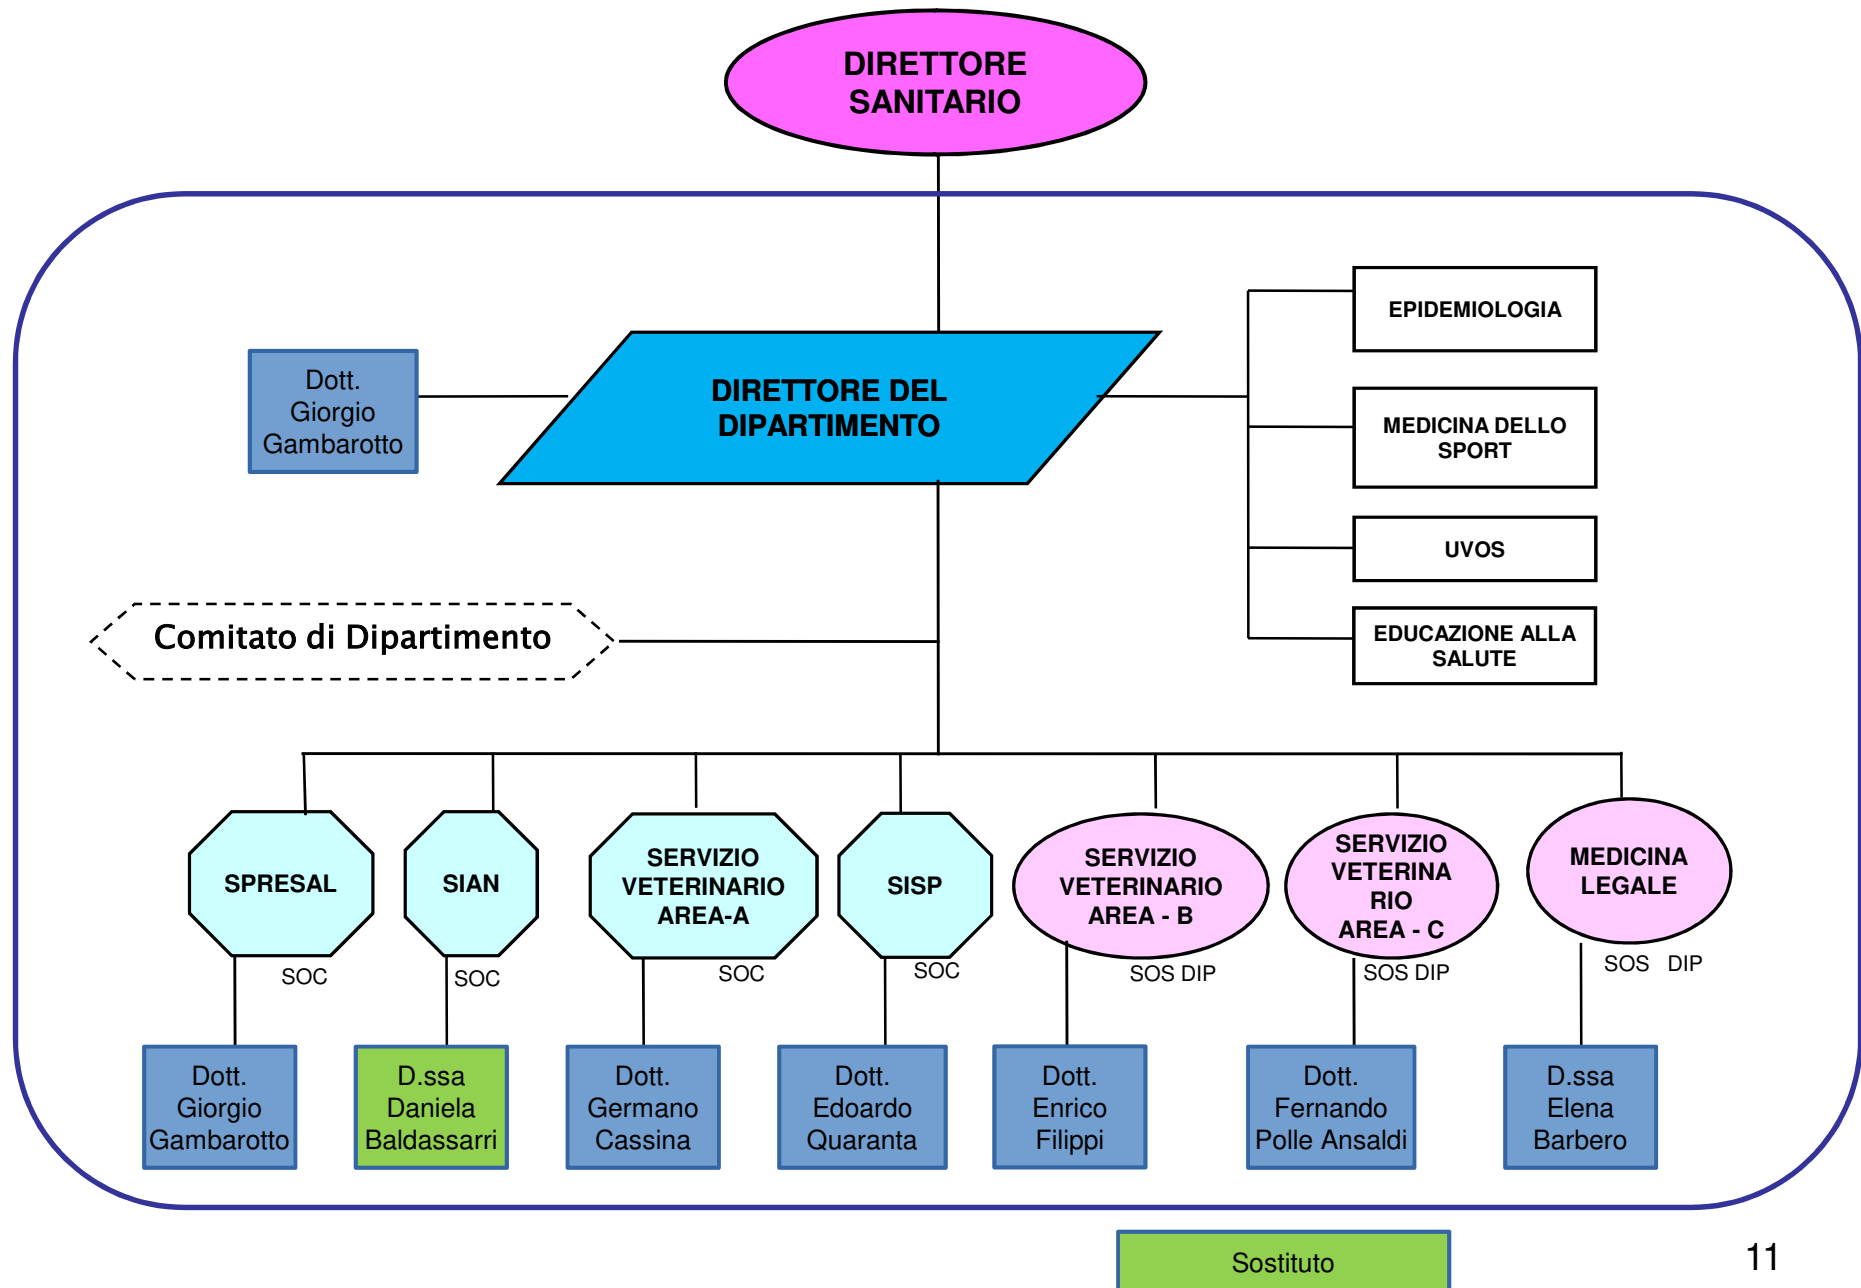 DIRETTORE
SANITARIO
EPIDEMIOLOGIA
Dott.
Giorgio
Gambarotto
DIRETTORE DEL
DIPARTIMENTO
MEDICINA DELLO
SPORT
UVOS
EDUCAZIONE ALLA
SALUTE
Comitato di Dipartimento
SPRESAL
SIAN
SERVIZIO
VETERINARIO
AREA-A
SISP
SERVIZIO
VETERINARIO
AREA - B
SERVIZIO
VETERINA
RIO
AREA - C
MEDICINA
LEGALE
SOC
SOC
SOC
SOC
SOS DIP
SOS DIP
SOS DIP
Dott.
Giorgio
Gambarotto
D.ssa
Daniela
Baldassarri
Dott.
Germano
Cassina
Dott.
Edoardo
Quaranta
Dott.
Enrico
Filippi
Dott.
Fernando
Polle Ansaldi
D.ssa
Elena
Barbero
Sostituto
11